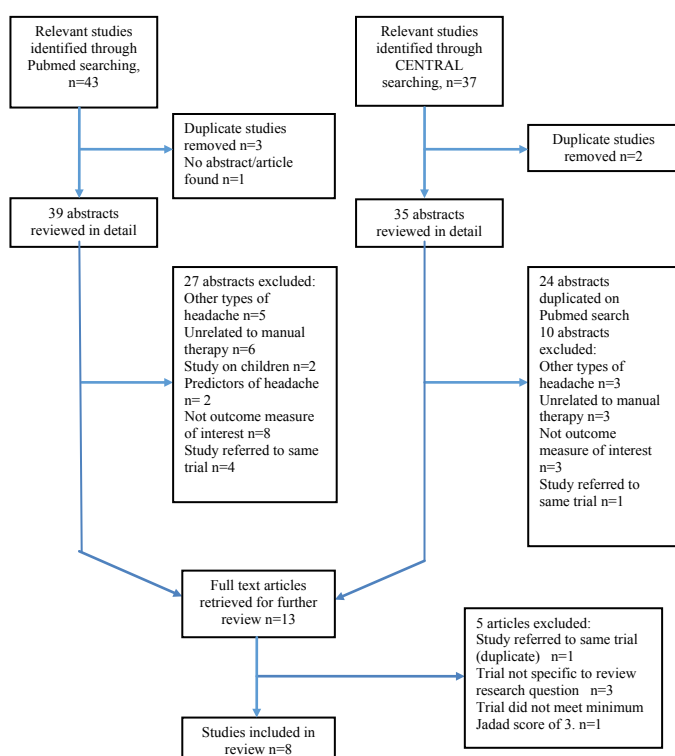 Relevant studies
identified through
Pubmed searching,
n=43
Relevant studies
identified through
CENTRAL
searching, n=37
Duplicate studies
removed n=3
No abstract/article
found n=1
Duplicate studies
removed n=2
39 abstracts
reviewed in detail
35 abstracts
reviewed in detail
27 abstracts excluded:
Other types of
headache n=5
Unrelated to manual
therapy n=6
Study on children n=2
Predictors of headache
n= 2
Not outcome measure
of interest n=8
Study referred to same
trial n=4
24 abstracts
duplicated on
Pubmed search
10 abstracts
excluded:
Other types of
headache n=3
Unrelated to manual
therapy n=3
Not outcome
measure of interest
n=3
Study referred to
same trial n=1
Full text articles
retrieved for further
review n=13
5 articles excluded:
Study referred to same trial
(duplicate) n=1
Trial not specific to review
research question n=3
Trial did not meet minimum
Jadad score of 3. n=1
Studies included in
review n=8